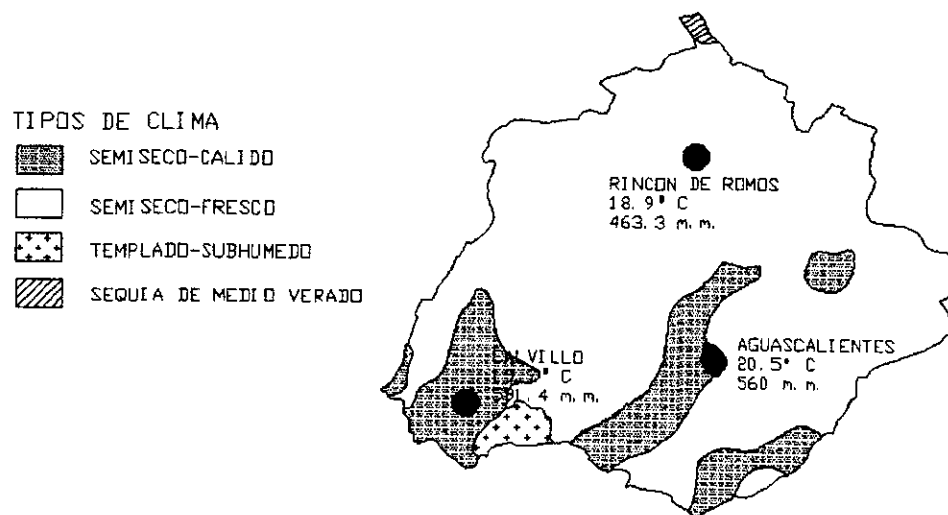 TIPOS DE CLIMA
SEMISECO-CALIDO
SEMISECO-FRESCO
TEMPLADO-SUBHUMEDO
SEQUIA DE MEDIO VERADO
RINCON DE ROMOS
18.9° C
463.3 m.m.
AGUASCALIENTES
20.5° C
560 m.m.
C
m.m.